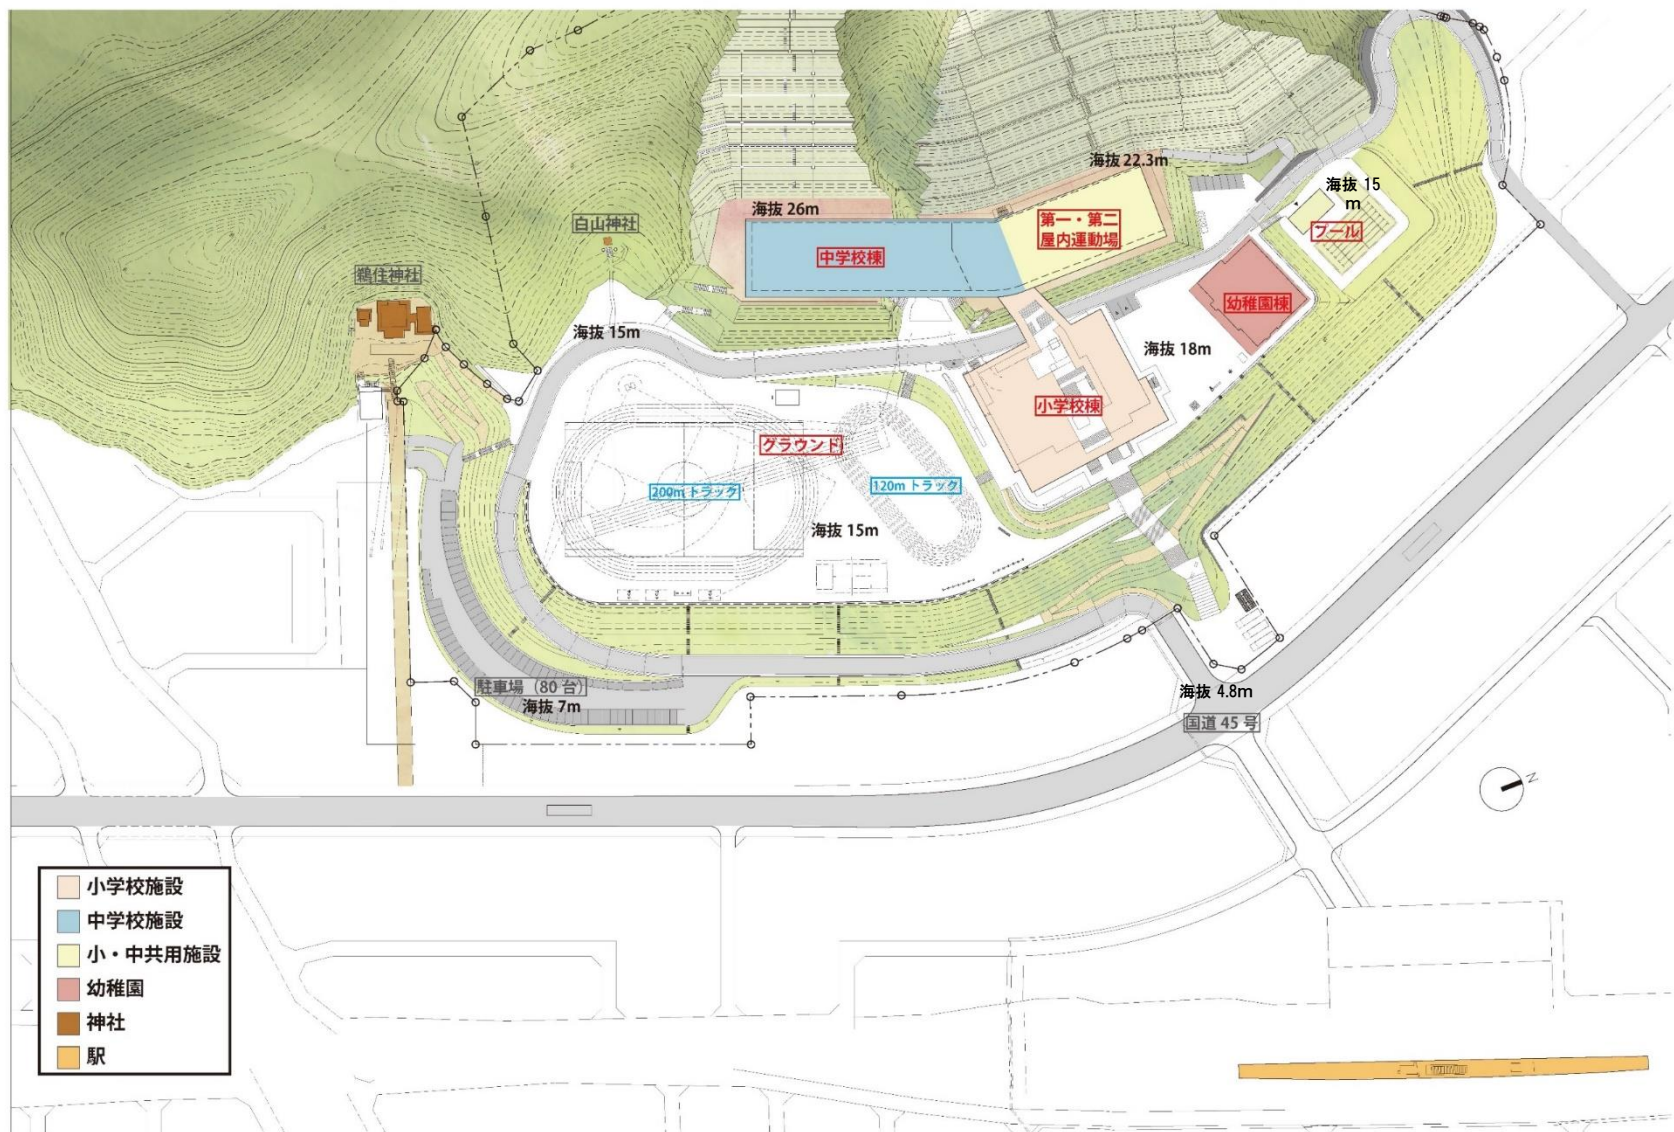 海抜 22.3m
海抜 15
m
海抜 26m
第一・第二
屋内運動場
白山神社
プール
中学校棟
鵜住神社
幼稚園棟
海抜 15m
海抜 18m
小学校棟
グラウンド
200m トラック
120m トラック
海抜 15m
駐車場（80 台）
海抜 7m
海抜 4.8m
国道 45 号
N
小学校施設
中学校施設
小・中共用施設
幼稚園
神社
駅